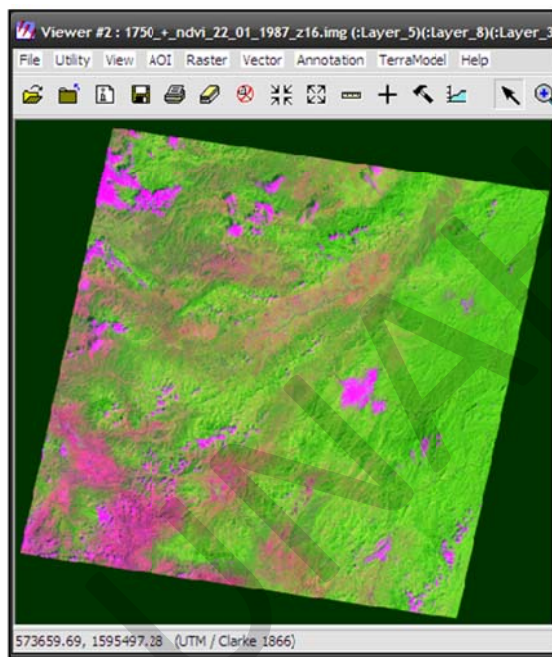 Viewer #2 : 1750_+_ndvi_22_01_1987_z16.img (:Layer_5)(:Layer_8)(:Layer_3
File Utility View AOI Raster Vector Annotation TerraModel Help
573659.69, 1595497.28 (UTM / Clarke 1866)